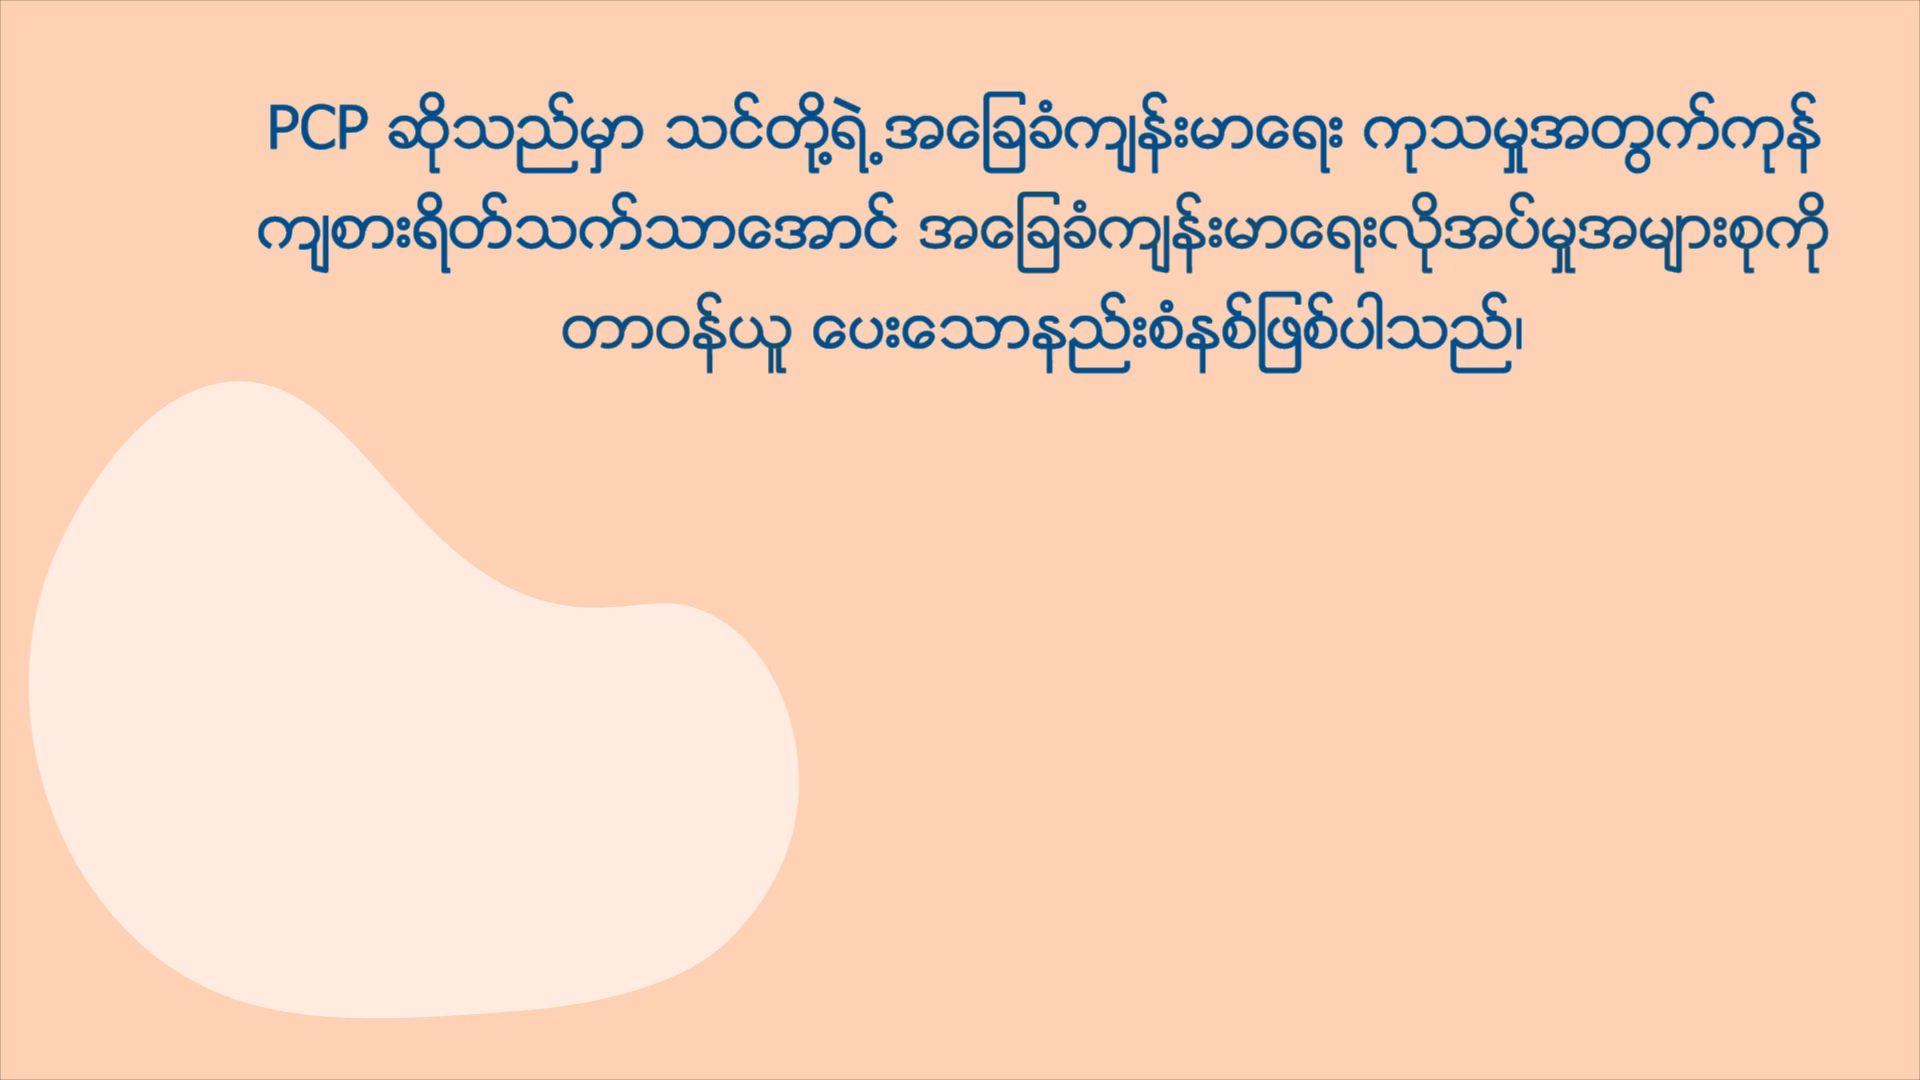 PCP ဆိုသည်မှာ သင်တို့ရဲ့အခြေခံကျန်းမာရေး ကုသမှုအတွက်ကုန်
ကျစားရိတ်သက်သာအောင် အခြေခံကျန်းမာရေးလိုအပ်မှုအများစုကို
တာဝန်ယူ ပေးသောနည်းစံနစ်ဖြစ်ပါသည်၊